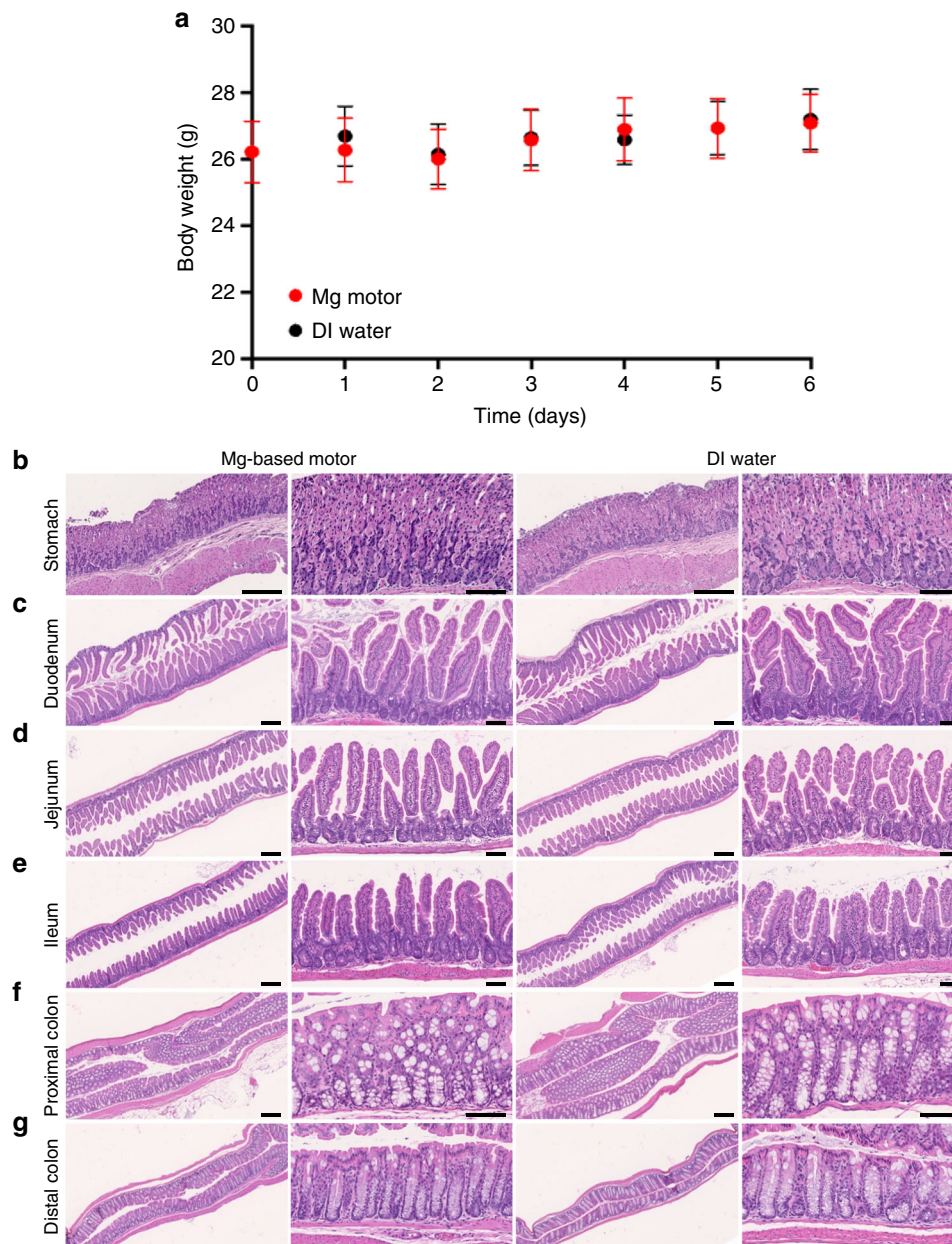 a
30
28
26
24
22
20
Body weight (g)
Mg motor
DI water
0 1 2 3 4 5 6
Time (days)
b
Mg-based motor DI water
Stomach
c
Duodenum
d
Jejunum
e
Ileum
f
Proximal colon
g
Distal colon